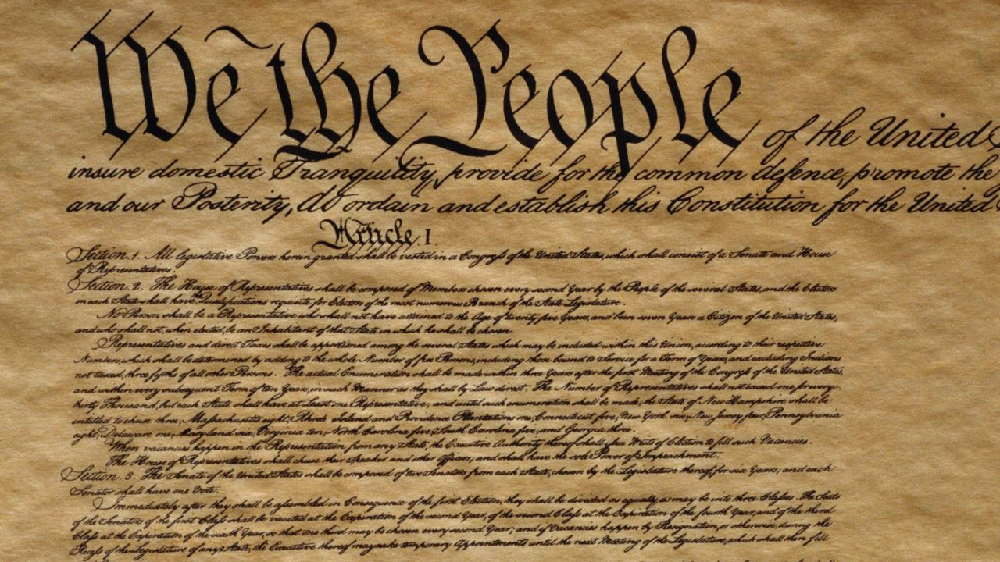 We the People of the United S
insure domestic Tranquility, provide for the common defence, promote the
and our Posterity, do ordain and establish this Constitution for the United S
Article. I.
Section. 1. All legislative Powers herein granted shall be vested in a Congress of the United States, which shall consist of a Senate and House
of Representatives.
Section. 2. The House of Representatives shall be composed of Members chosen every second Year by the People of the several States, and the Electors
in each State shall have Qualifications requisite for Electors of the most numerous Branch of the State Legislature.
No Person shall be a Representative who shall not have attained to the Age of twenty five Years, and been seven Years a Citizen of the United States,
and who shall not, when elected, be an Inhabitant of that State in which he shall be chosen.
Representatives and direct Taxes shall be apportioned among the several States which may be included within this Union, according to their respective
Numbers, which shall be determined by adding to the whole Number of free Persons, including those bound to Service for a Term of Years, and excluding Indians
not taxed, three fifths of all other Persons. The actual Enumeration shall be made within three Years after the first Meeting of the Congress of the United States,
and within every subsequent Term of ten Years, in such Manner as they shall by Law direct. The Number of Representatives shall not exceed one for every
thirty Thousand, but each State shall have at Least one Representative; and until such enumeration shall be made, the State of New Hampshire shall be
entitled to chuse three, Massachusetts eight, Rhode Island and Providence Plantations one, Connecticut five, New York six, New Jersey four, Pennsylvania
eight, Delaware one, Maryland six, Virginia ten, North Carolina five, South Carolina five, and Georgia three.
When vacancies happen in the Representation from any State, the Executive Authority thereof shall issue Writs of Election to fill such Vacancies.
The House of Representatives shall chuse their Speaker and other Officers; and shall have the sole Power of Impeachment.
Section. 3. The Senate of the United States shall be composed of two Senators from each State, chosen by the Legislature thereof, for six Years; and each
Senator shall have one Vote.
Immediately after they shall be assembled in Consequence of the first Election, they shall be divided as equally as may be into three Classes. The Seats
of the Senators of the first Class shall be vacated at the Expiration of the second Year, of the second Class at the Expiration of the fourth Year, and of the third
Class at the Expiration of the sixth Year, so that one third may be chosen every second Year; and if Vacancies happen by Resignation, or otherwise, during the
Recess of the Legislature of any State, the Executive thereof may make temporary Appointments until the next Meeting of the Legislature, which shall then fill